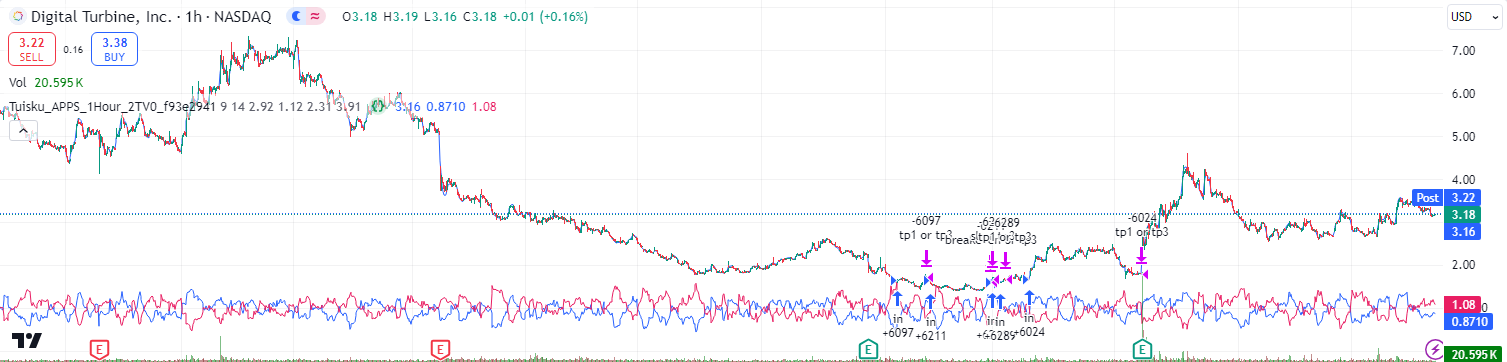 Digital Turbine, Inc. · 1h · NASDAQ O3.18 H3.19 L3.16 C3.18 +0.01 (+0.16%)
USD
3.22 0.16 3.38
SELL BUY
Vol 20.595 K
Tuisku_APPS_1Hour_2TV0_f93e2941 9 14 2.92 1.12 2.31 3.91 3.16 0.8710 1.08
7.00
6.00
5.00
4.00
Post 3.22
3.18
3.16
2.00
1.08
0.8710
20.595 K
-6097
tp1 or tp3
-6289
-6024
tp1 or tp3
in
+6097
in
+6211
in
+6289
in
+6024
E
E
E
E